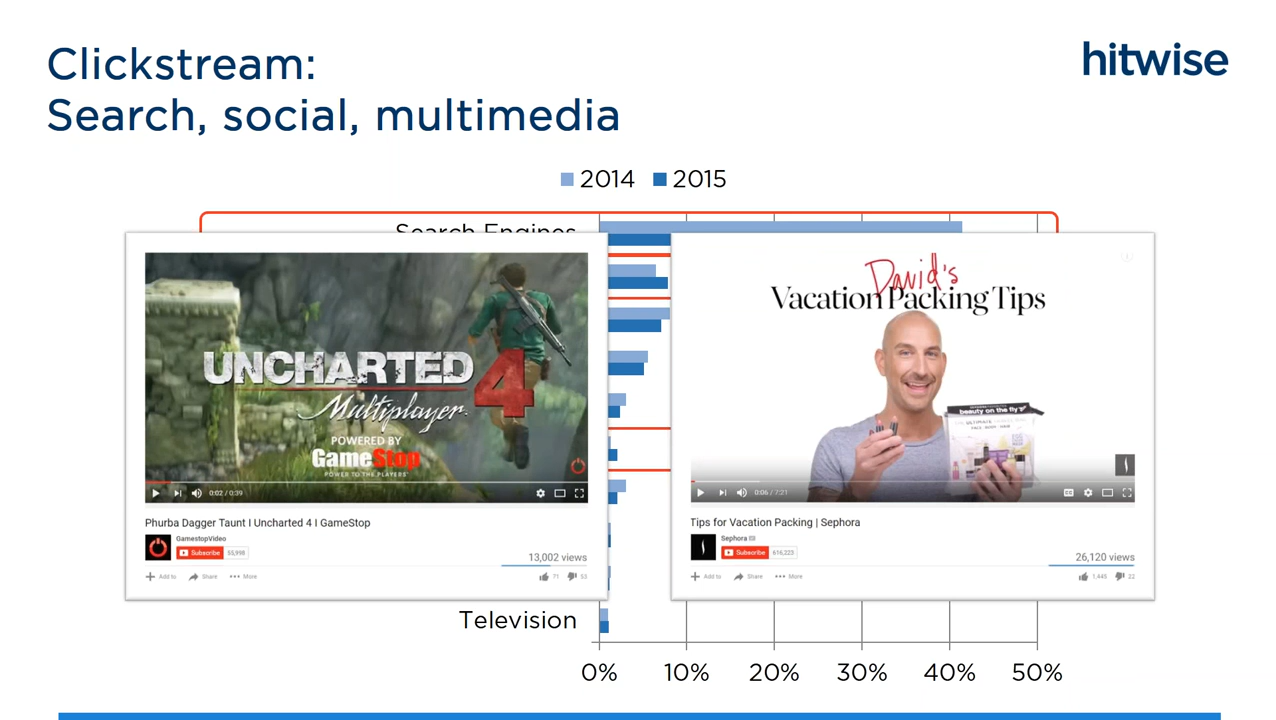 Clickstream:
Search, social, multimedia
hitwise
2014 2015
Search Engines
David's
Vacation Packing Tips
UNCHARTED 4
Multiplayer
POWERED BY
GameStop
POWER TO THE PLAYERS
beauty on the fly
0:02 / 0:39
0:06 / 7:21
Phurba Dagger Taunt I Uncharted 4 I GameStop
GamestopVideo
Subscribe 55,998
13,002 views
Add to Share More 71 53
Tips for Vacation Packing | Sephora
Sephora
Subscribe 616,323
26,120 views
Add to Share More 1,445 22
Television
0% 10% 20% 30% 40% 50%